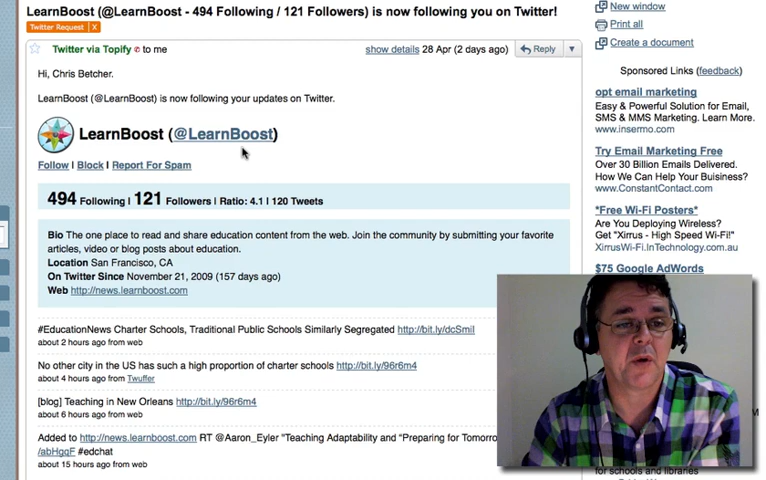 LearnBoost (@LearnBoost - 494 Following / 121 Followers) is now following you on Twitter!
Twitter Request | X
Twitter via Topify to me
show details 28 Apr (2 days ago)
Reply
Hi, Chris Betcher.
LearnBoost (@LearnBoost) is now following your updates on Twitter.
LearnBoost (@LearnBoost)
Follow | Block | Report For Spam
494 Following | 121 Followers | Ratio: 4.1 | 120 Tweets
Bio The one place to read and share education content from the web. Join the community by submitting your favorite
articles, video or blog posts about education.
Location San Francisco, CA
On Twitter Since November 21, 2009 (157 days ago)
Web http://news.learnboost.com
#EducationNews Charter Schools, Traditional Public Schools Similarly Segregated http://bit.ly/dcSmiI
about 2 hours ago from web
No other city in the US has such a high proportion of charter schools http://bit.ly/96r6m4
about 4 hours ago from Twuffer
[blog] Teaching in New Orleans http://bit.ly/96r6m4
about 6 hours ago from web
Added to http://news.learnboost.com RT @Aaron_Eyler "Teaching Adaptability and "Preparing for Tomorro
/abHgqF #edchat
about 15 hours ago from web
New window
Print all
Create a document
Sponsored Links (feedback)
opt email marketing
Easy & Powerful Solution for Email,
SMS & MMS Marketing. Learn More.
www.insermo.com
Try Email Marketing Free
Over 30 Billion Emails Delivered.
How We Can Help Your Business?
www.ConstantContact.com
*Free Wi-Fi Posters*
Are You Deploying Wireless?
Get "Xirrus - High Speed Wi-Fi!"
XirrusWi-Fi.InTechnology.com.au
$75 Google AdWords
for schools and libraries